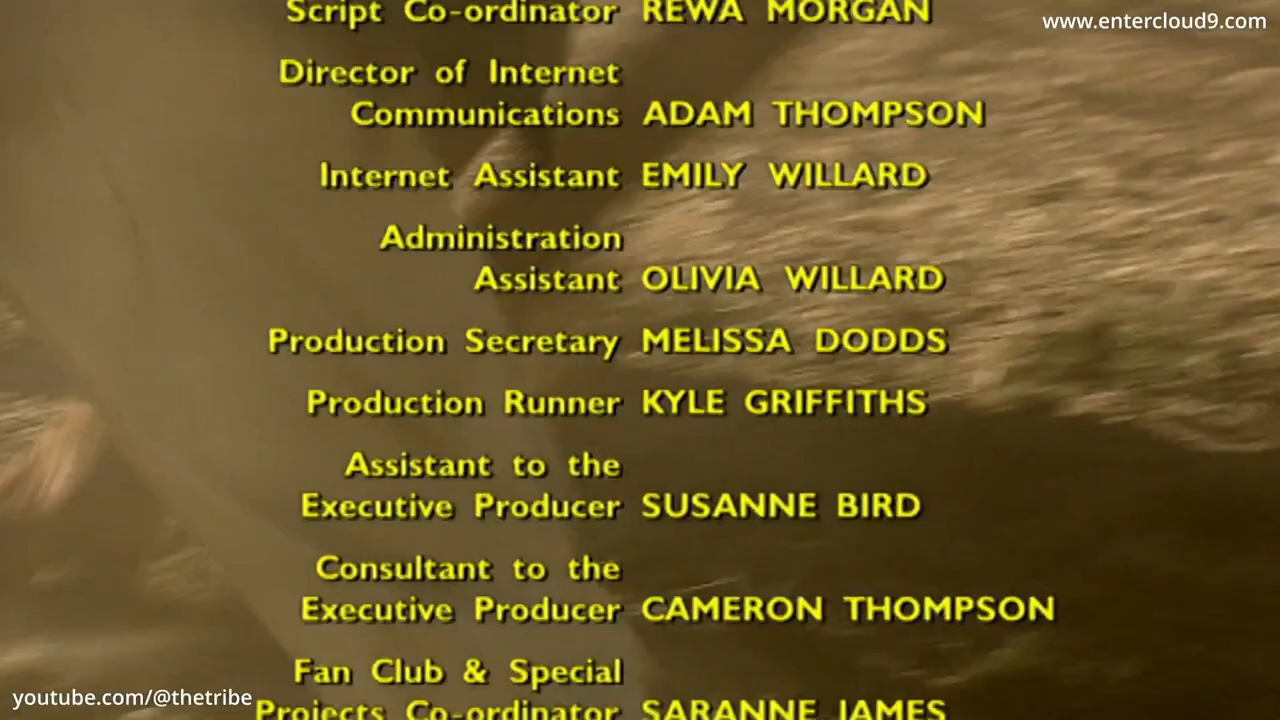 Script Co-ordinator REWA MORGAN
www.entercloud9.com
Director of Internet
Communications ADAM THOMPSON
Internet Assistant EMILY WILLARD
Administration
Assistant OLIVIA WILLARD
Production Secretary MELISSA DODDS
Production Runner KYLE GRIFFITHS
Assistant to the
Executive Producer SUSANNE BIRD
Consultant to the
Executive Producer CAMERON THOMPSON
Fan Club & Special
Projects Co-ordinator SARANNE JAMES
youtube.com/@thetribe